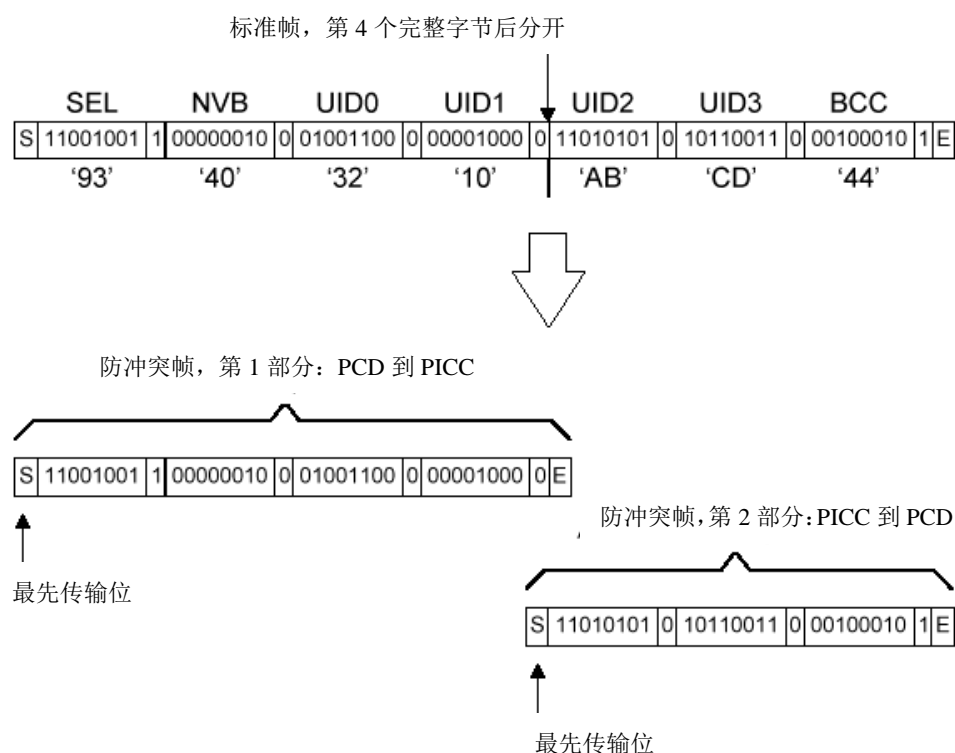 标准帧，第 4 个完整字节后分开
SEL NVB UID0 UID1 UID2 UID3 BCC
S 11001001 1 00000010 0 01001100 0 00001000 0 11010101 0 10110011 0 00100010 1 E
‘93’ ‘40’ ‘32’ ‘10’ ‘AB’ ‘CD’ ‘44’
防冲突帧，第 1 部分：PCD 到 PICC
S 11001001 1 00000010 0 01001100 0 00001000 0 E
最先传输位
防冲突帧，第 2 部分：PICC 到 PCD
S 11010101 0 10110011 0 00100010 1 E
最先传输位